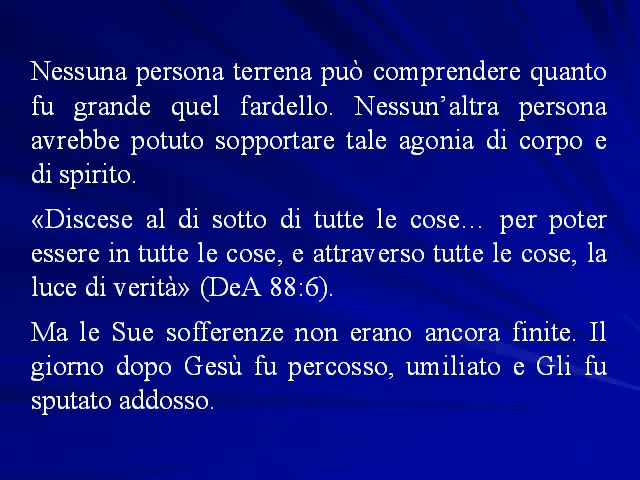 Nessuna persona terrena può comprendere quanto
fu grande quel fardello. Nessun’altra persona
avrebbe potuto sopportare tale agonia di corpo e
di spirito.
«Discese al di sotto di tutte le cose… per poter
essere in tutte le cose, e attraverso tutte le cose, la
luce di verità» (DeA 88:6).
Ma le Sue sofferenze non erano ancora finite. Il
giorno dopo Gesù fu percosso, umiliato e Gli fu
sputato addosso.